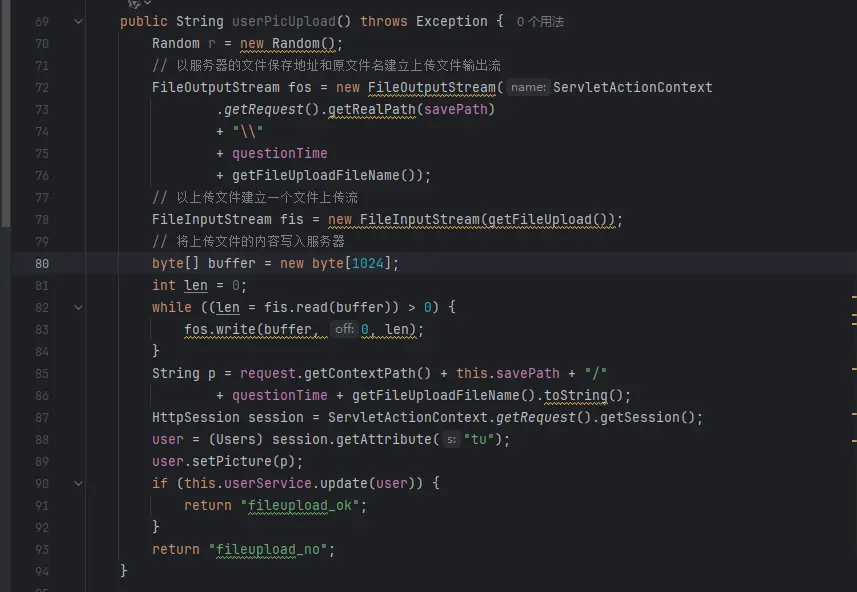 69 public String userPicUpload() throws Exception { 0个用法
70 Random r = new Random();
71 // 以服务器的文件保存地址和原文件名建立上传文件输出流
72 FileOutputStream fos = new FileOutputStream( name: ServletActionContext
73 .getRequest().getRealPath(savePath)
74 + "\\"
75 + questionTime
76 + getFileUploadFileName());
77 // 以上传文件建立一个文件上传流
78 FileInputStream fis = new FileInputStream(getFileUpload());
79 // 将上传文件的内容写入服务器
80 byte[] buffer = new byte[1024];
81 int len = 0;
82 while ((len = fis.read(buffer)) > 0) {
83 fos.write(buffer, off: 0, len);
84 }
85 String p = request.getContextPath() + this.savePath + "/"
86 + questionTime + getFileUploadFileName().toString();
87 HttpSession session = ServletActionContext.getRequest().getSession();
88 user = (Users) session.getAttribute( s: "tu");
89 user.setPicture(p);
90 if (this.userService.update(user)) {
91 return "fileupload_ok";
92 }
93 return "fileupload_no";
94 }